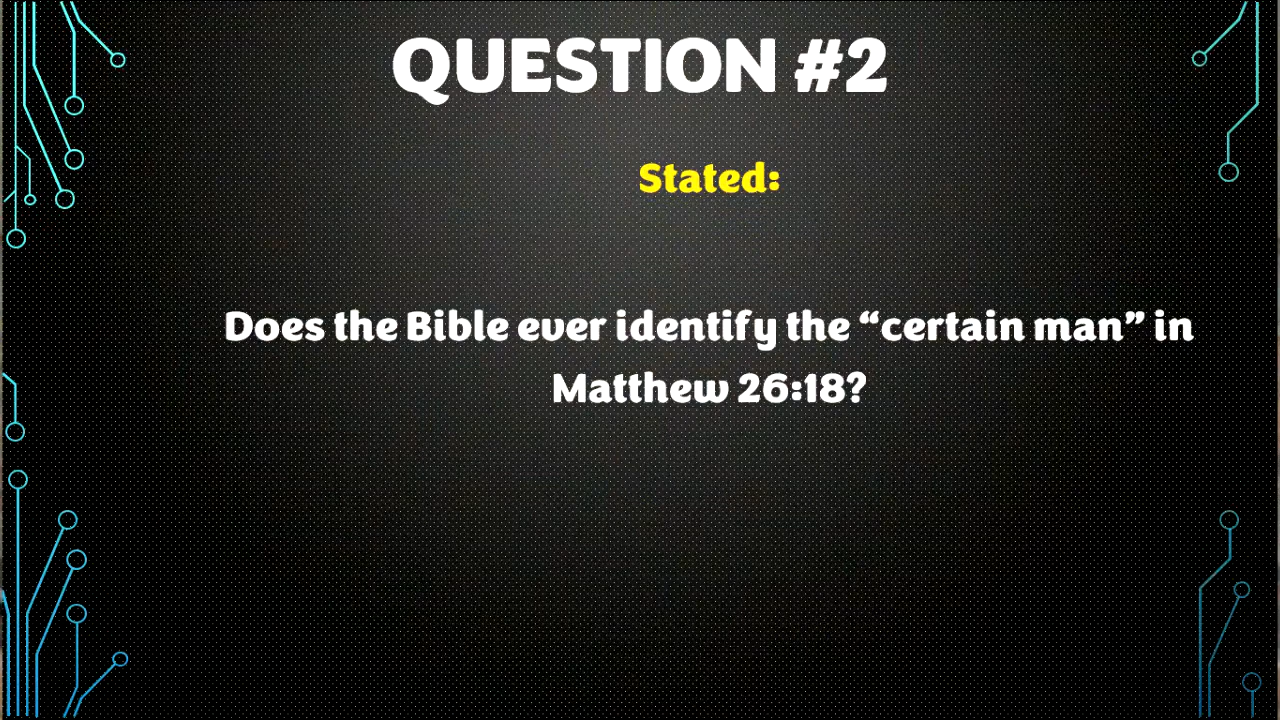 QUESTION #2
Stated:
Does the Bible ever identify the “certain man” in
Matthew 26:18?